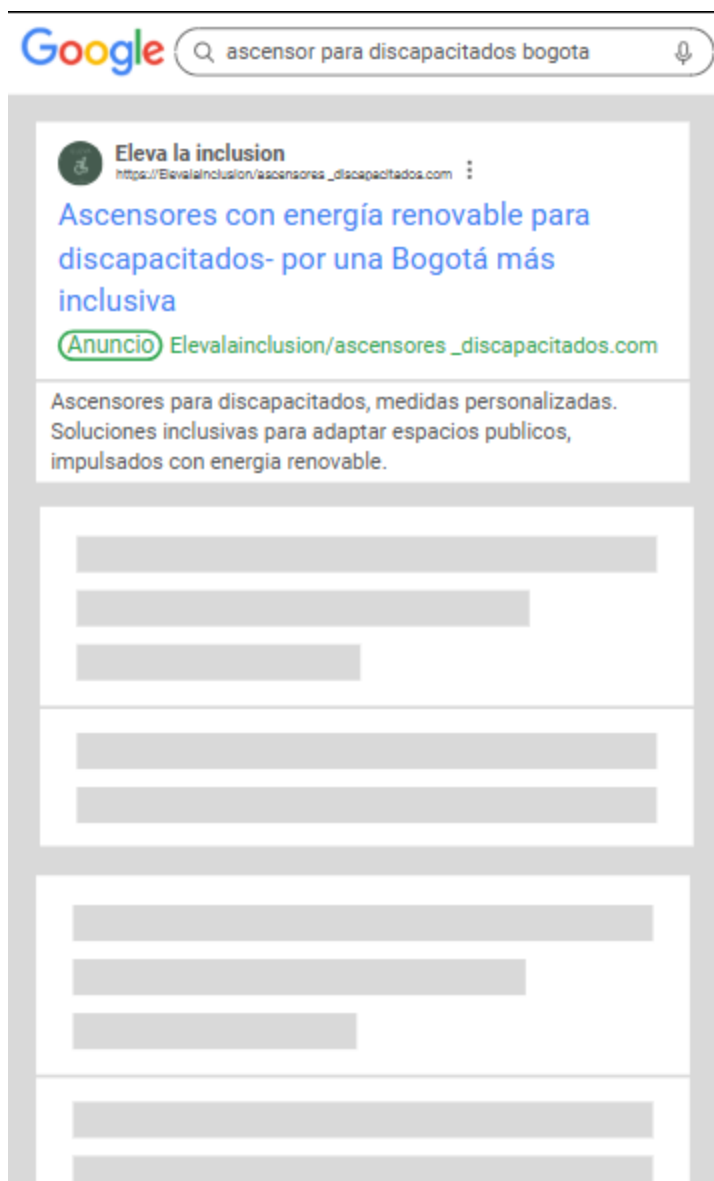 Google ascensor para discapacitados bogota
Eleva la inclusion
https://Elevalainclusion/ascensores _discapacitados.com
Ascensores con energía renovable para
discapacitados- por una Bogotá más
inclusiva
Anuncio Elevalainclusion/ascensores _discapacitados.com
Ascensores para discapacitados, medidas personalizadas.
Soluciones inclusivas para adaptar espacios publicos,
impulsados con energia renovable.